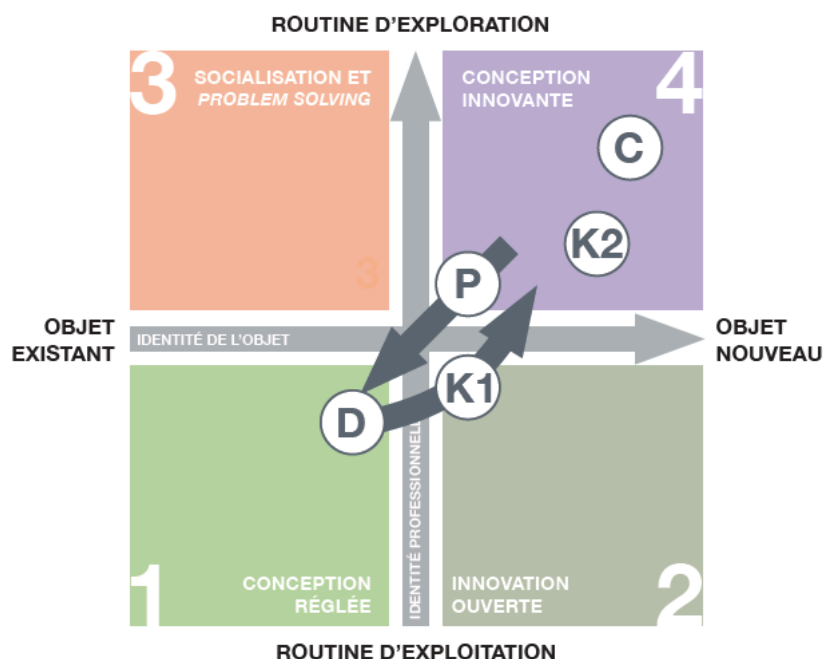 ROUTINE D'EXPLORATION
3
SOCIALISATION ET
PROBLEM SOLVING
CONCEPTION
INNOVANTE
4
C
K2
3
P
OBJET
EXISTANT
IDENTITÉ DE L'OBJET
OBJET
NOUVEAU
K1
D
IDENTITÉ PROFESSIONNELL
1
CONCEPTION
RÉGLÉE
INNOVATION
OUVERTE
2
ROUTINE D'EXPLOITATION